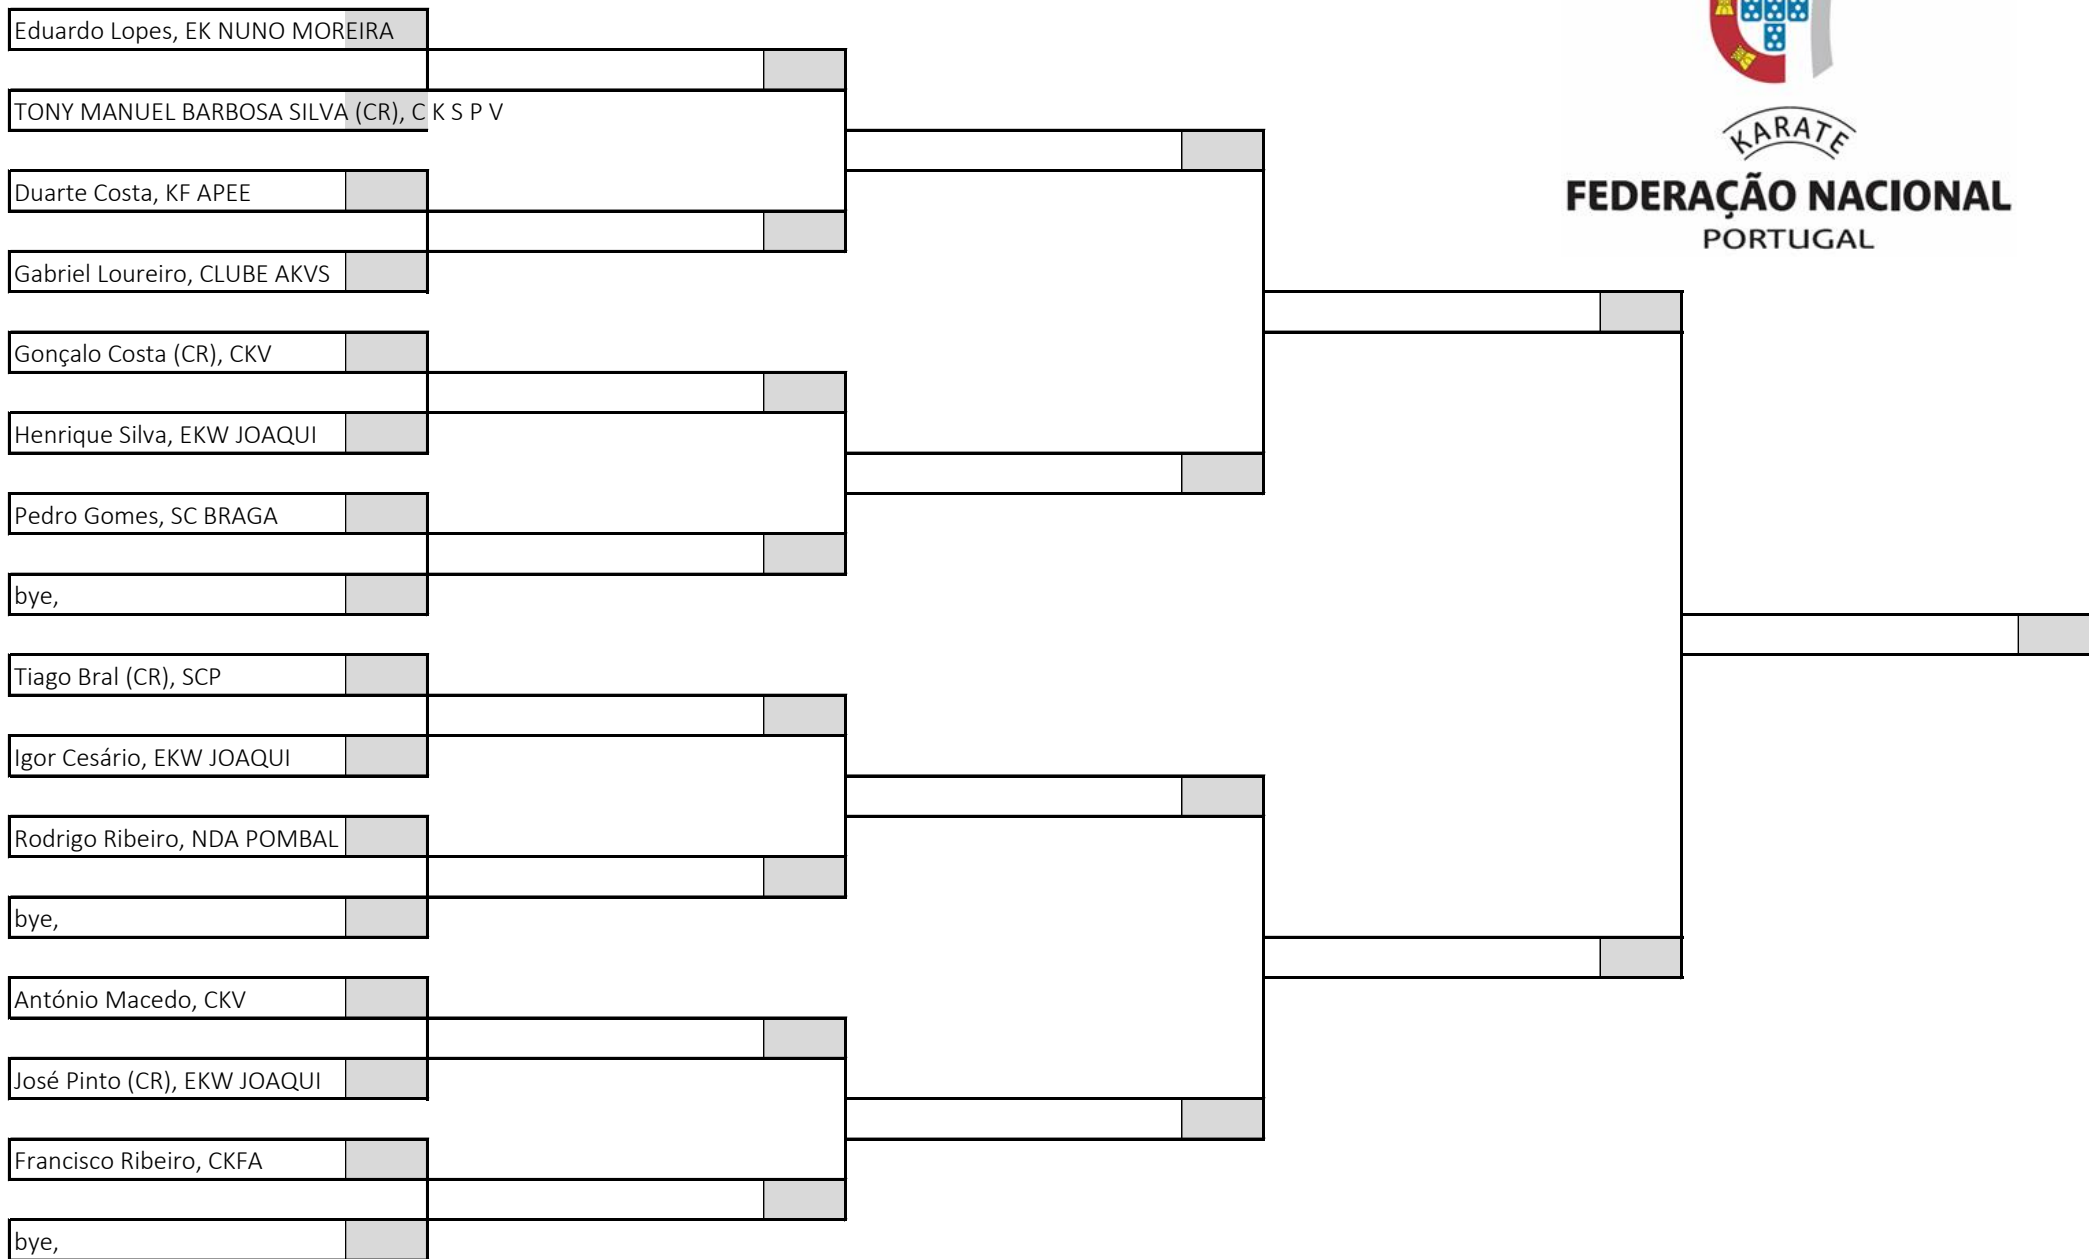 Eduardo Lopes, EK NUNO MOREIRA
TONY MANUEL BARBOSA SILVA (CR), C K S P V
Duarte Costa, KF APEE
Gabriel Loureiro, CLUBE AKVS
Gonçalo Costa (CR), CKV
Henrique Silva, EKW JOAQUI
Pedro Gomes, SC BRAGA
bye,
Tiago Bral (CR), SCP
Igor Cesário, EKW JOAQUI
Rodrigo Ribeiro, NDA POMBAL
bye,
António Macedo, CKV
José Pinto (CR), EKW JOAQUI
Francisco Ribeiro, CKFA
bye,
KARATE
FEDERAÇÃO NACIONAL
PORTUGAL